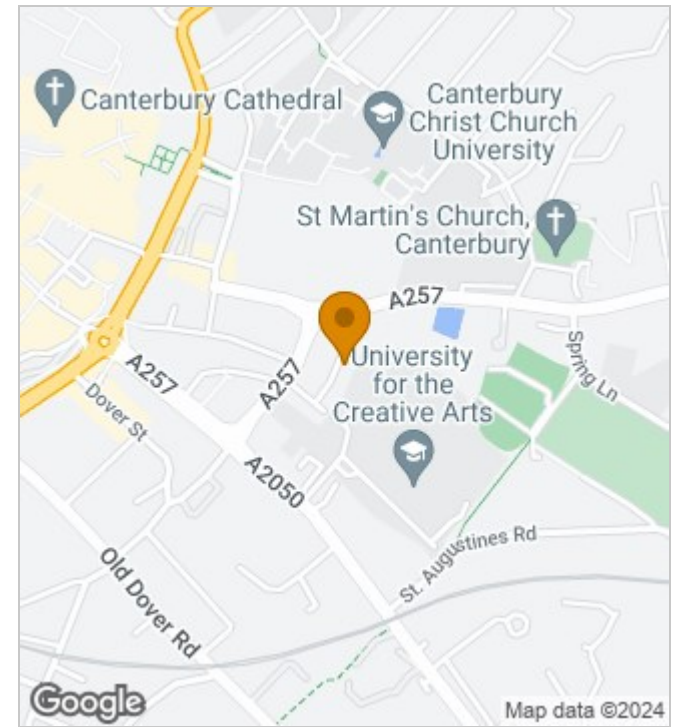 Canterbury Cathedral
Canterbury
Christ Church
University
St Martin's Church,
Canterbury
A257
A257
A257
Spring Ln
University
for the
Creative Arts
Dover St
A2050
Old Dover Rd
St. Augustines Rd
Google
Map data ©2024